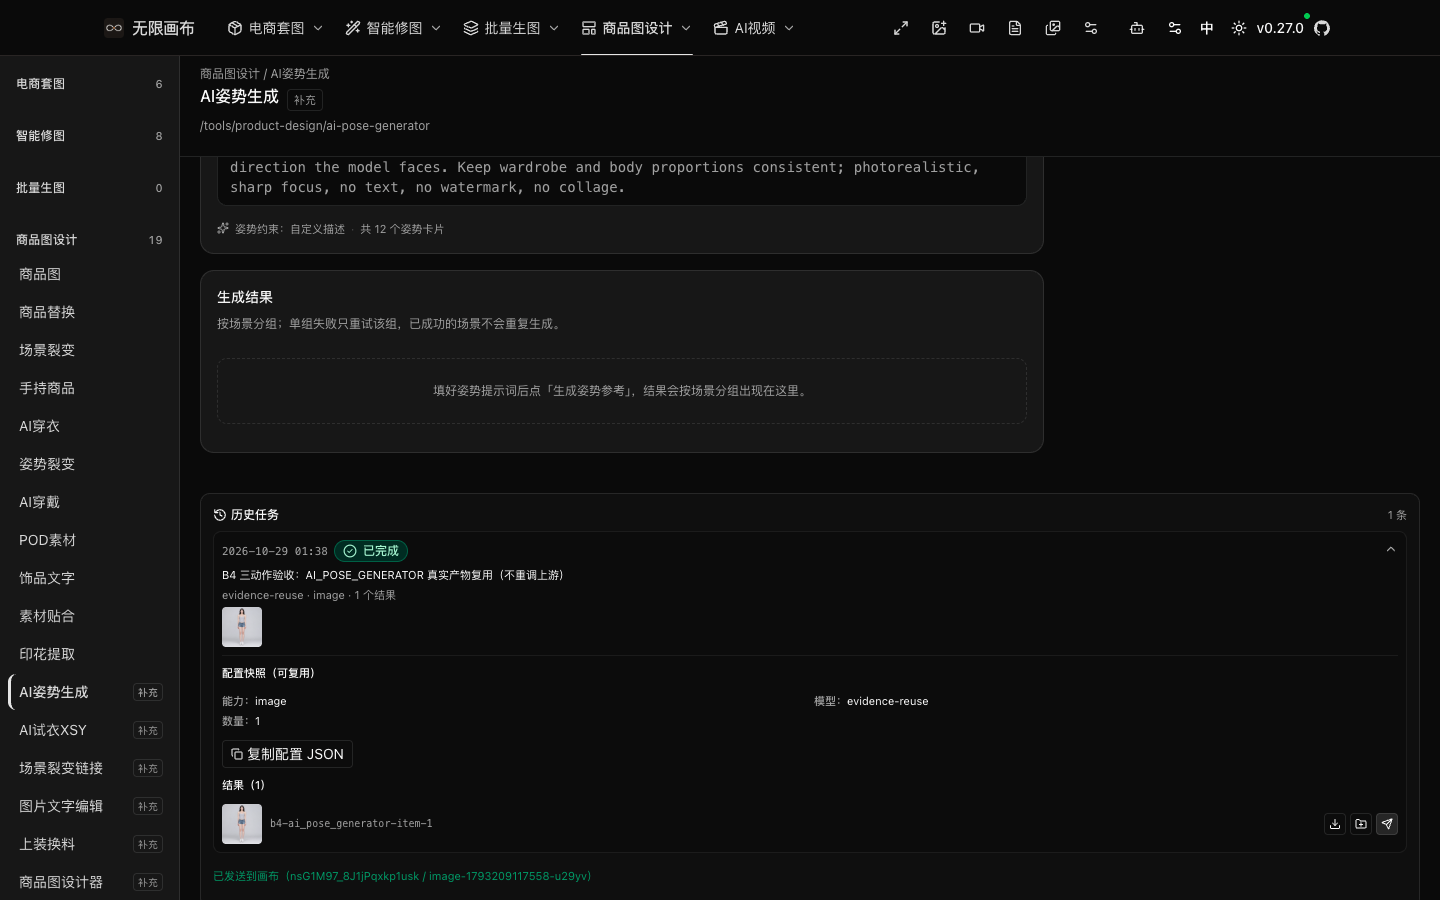 无限画布
电商套图
智能修图
批量生图
商品图设计
AI视频
中
v0.27.0
电商套图 6
智能修图 8
批量生图 0
商品图设计 19
商品图
商品替换
场景裂变
手持商品
AI穿衣
姿势裂变
AI穿戴
POD素材
饰品文字
素材贴合
印花提取
AI姿势生成 补充
AI试衣XSY 补充
场景裂变链接 补充
图片文字编辑 补充
上装换料 补充
商品图设计器 补充
商品图设计 / AI姿势生成
AI姿势生成 补充
/tools/product-design/ai-pose-generator
direction the model faces. Keep wardrobe and body proportions consistent; photorealistic,
sharp focus, no text, no watermark, no collage.
姿势约束：自定义描述 · 共 12 个姿势卡片
生成结果
按场景分组；单组失败只重试该组，已成功的场景不会重复生成。
填好姿势提示词后点「生成姿势参考」，结果会按场景分组出现在这里。
历史任务 1 条
2026-10-29 01:38 已完成
B4 三动作验收：AI_POSE_GENERATOR 真实产物复用（不重调上游）
evidence-reuse · image · 1 个结果
配置快照（可复用）
能力：image 模型：evidence-reuse
数量：1
复制配置 JSON
结果（1）
b4-ai_pose_generator-item-1
已发送到画布（nsG1M97_8J1jPqxkp1usk / image-1793209117558-u29yv）